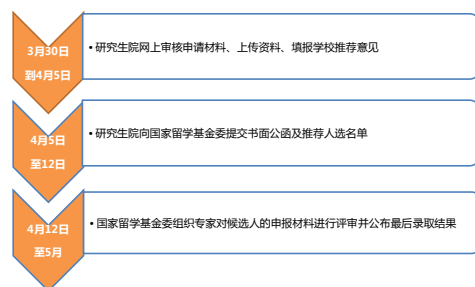 3月30日
到4月5日
• 研究生院网上审核申请材料、上传资料、填报学校推荐意见
4月5日
至12日
• 研究生院向国家留学基金委提交书面公函及推荐人选名单
4月12日
至5月
• 国家留学基金委组织专家对候选人的申报材料进行评审并公布最后录取结果